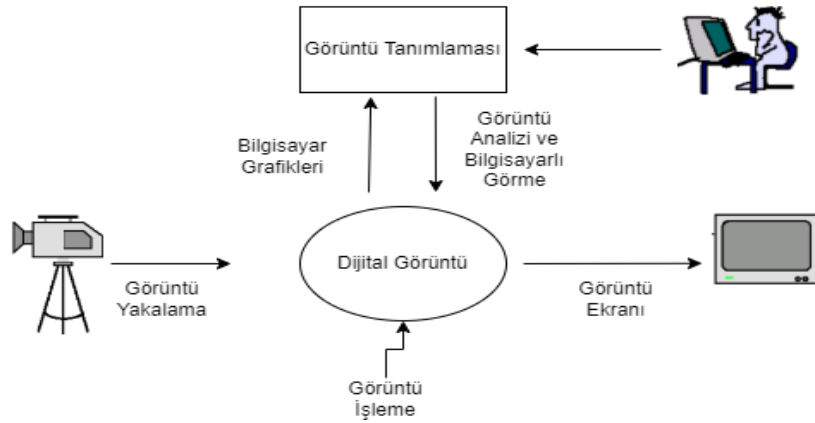 Görüntü Tanımlaması
Bilgisayar
Grafikleri
Görüntü
Analizi ve
Bilgisayarlı
Görme
Dijital Görüntü
Görüntü
Yakalama
Görüntü
Ekranı
Görüntü
İşleme